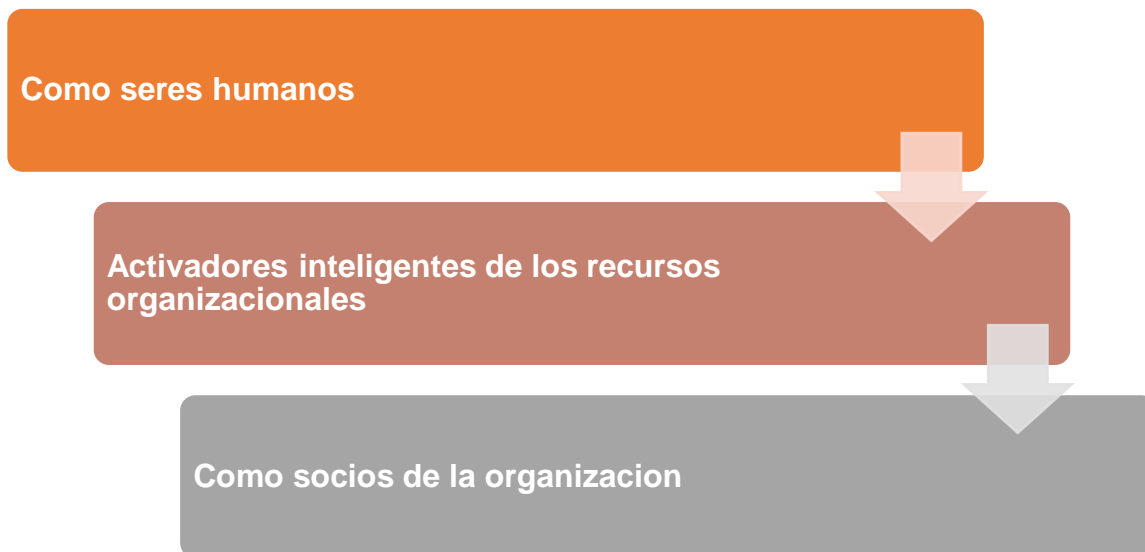 Como seres humanos
Activadores inteligentes de los recursos
organizacionales
Como socios de la organizacion